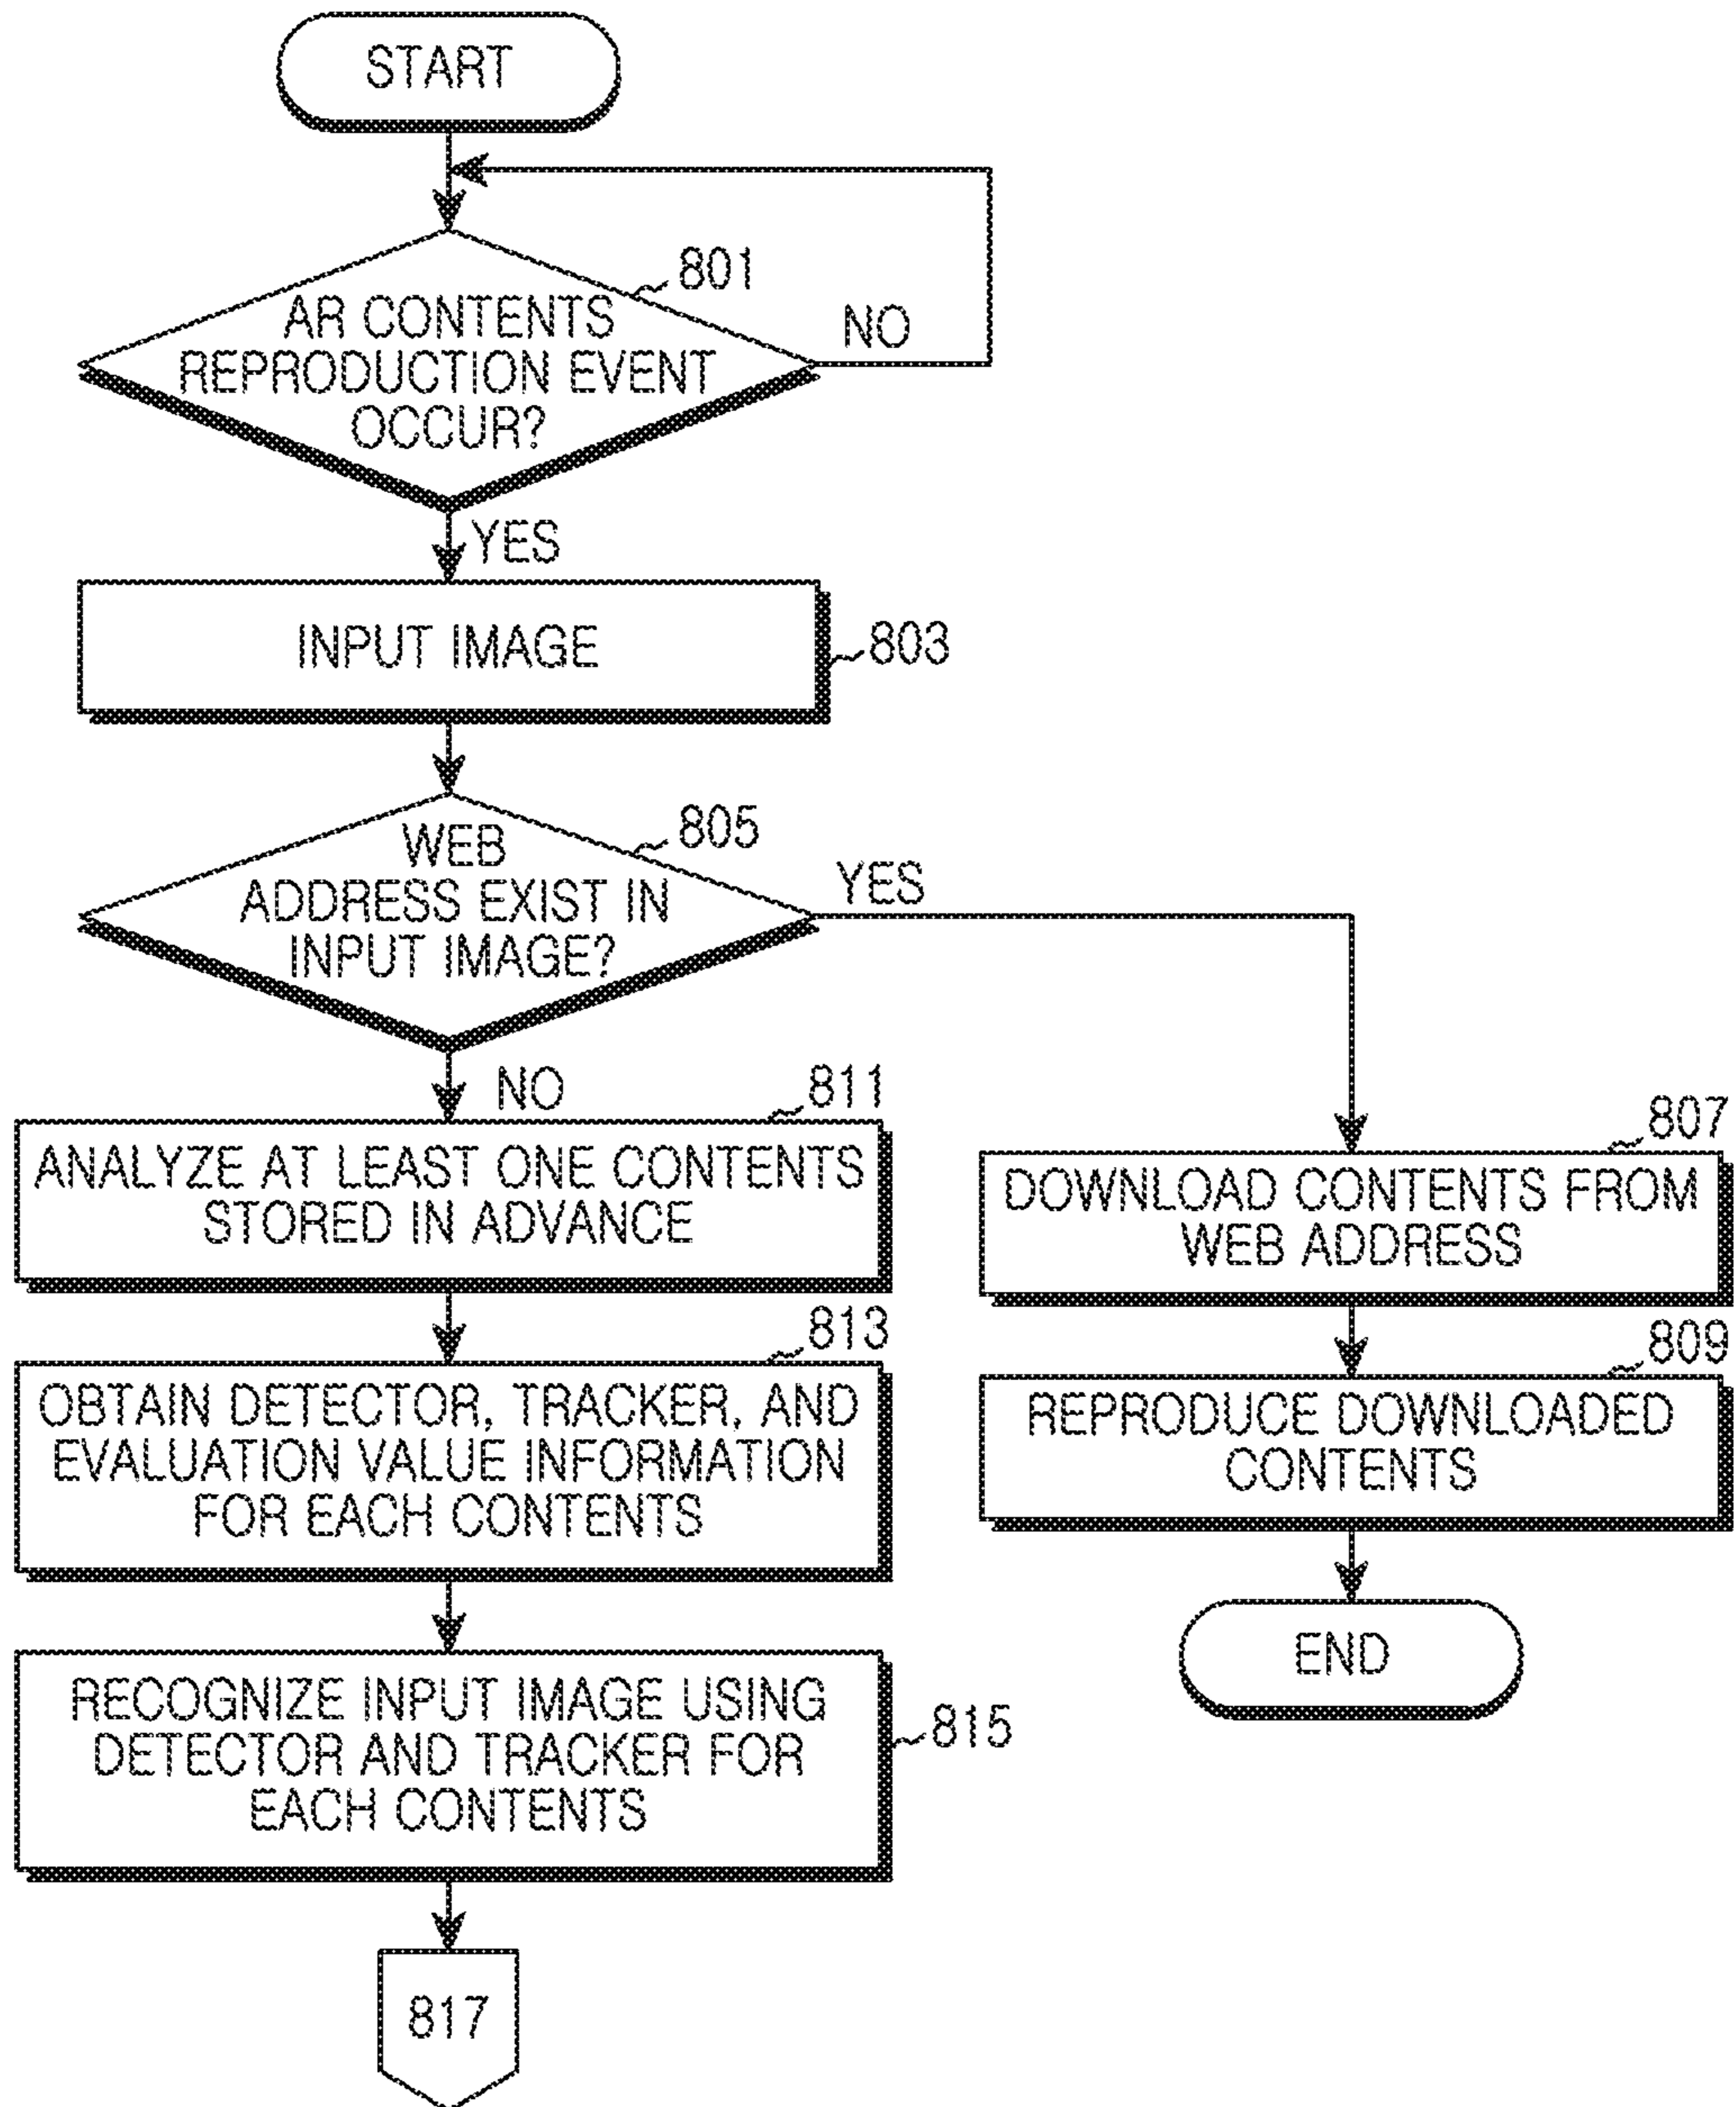 START
801
AR CONTENTS
REPRODUCTION EVENT
OCCUR?
NO
YES
INPUT IMAGE
803
805
WEB
ADDRESS EXIST IN
INPUT IMAGE?
YES
NO
811
ANALYZE AT LEAST ONE CONTENTS
STORED IN ADVANCE
807
DOWNLOAD CONTENTS FROM
WEB ADDRESS
813
OBTAIN DETECTOR, TRACKER, AND
EVALUATION VALUE INFORMATION
FOR EACH CONTENTS
809
REPRODUCE DOWNLOADED
CONTENTS
END
RECOGNIZE INPUT IMAGE USING
DETECTOR AND TRACKER FOR
EACH CONTENTS
815
817